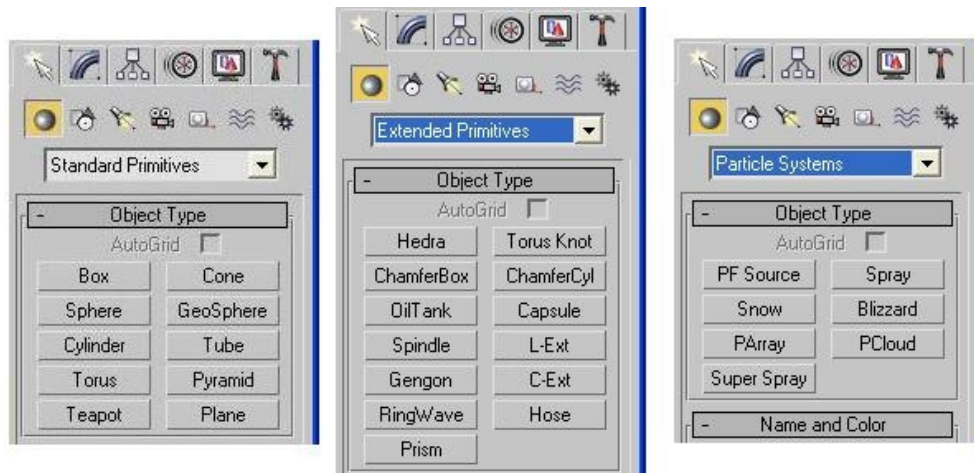 Standard Primitives
- Object Type
AutoGrid
Box Cone
Sphere GeoSphere
Cylinder Tube
Torus Pyramid
Teapot Plane
Extended Primitives
- Object Type
AutoGrid
Hedra Torus Knot
ChamferBox ChamferCyl
OilTank Capsule
Spindle L-Ext
Gengon C-Ext
RingWave Hose
Prism
Particle Systems
- Object Type
AutoGrid
PF Source Spray
Snow Blizzard
PArray PCloud
Super Spray
- Name and Color